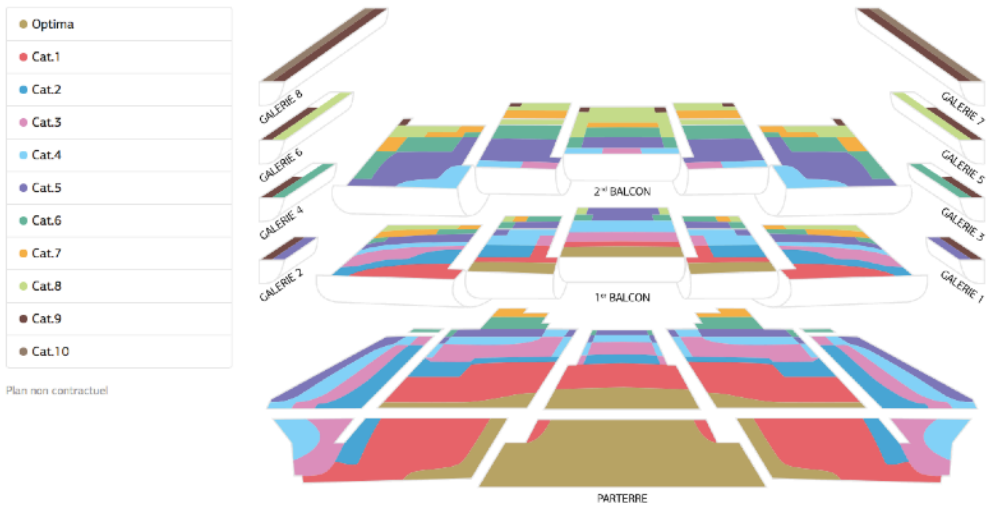 Optima
Cat.1
Cat.2
Cat.3
Cat.4
Cat.5
Cat.6
Cat.7
Cat.8
Cat.9
Cat.10
Plan non contractuel
GALERIE 8
GALERIE 6
GALERIE 4
GALERIE 2
GALERIE 7
GALERIE 5
GALERIE 3
GALERIE 1
2nd BALCON
1er BALCON
PARTERRE